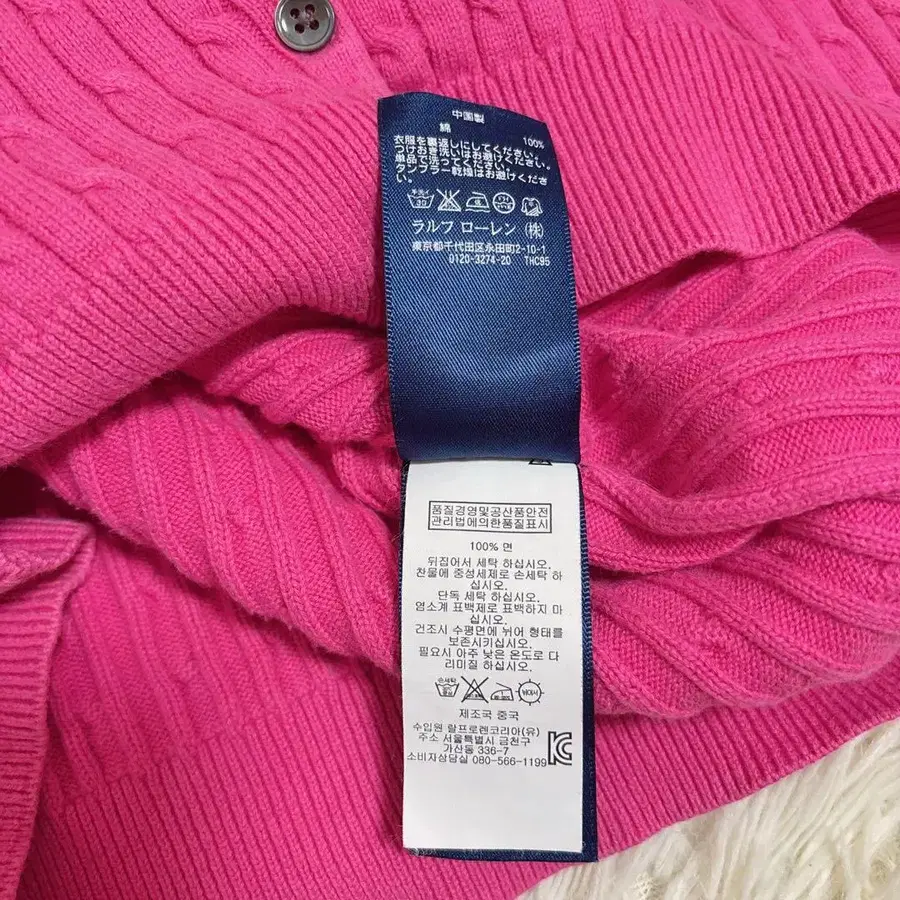 中国製
綿 100%
衣服を裏返しにしてください。
つけおき洗いはお避けください。
単品で洗ってください。
タンブラー乾燥はお避けくださ
い。
手洗イ
30
ラルフ ローレン (株)
東京都千代田区永田町2-10-1
0120-3274-20 THC95
품질경영및공산품안전
관리법에의한품질표시
100% 면
뒤집어서 세탁 하십시오.
찬물에 중성세제로 손세탁 하
십시오.
단독 세탁 하십시오.
염소계 표백제로 표백하지 마
십시오.
건조시 수평면에 뉘어 형태를
보존시키십시오.
필요시 아주 낮은 온도로 다
리미질 하십시오.
손세탁
제조국 중국
수입원 랄프로렌코리아(유)
주소 서울특별시 금천구
가산동 336-7
소비자상담실 080-566-1199